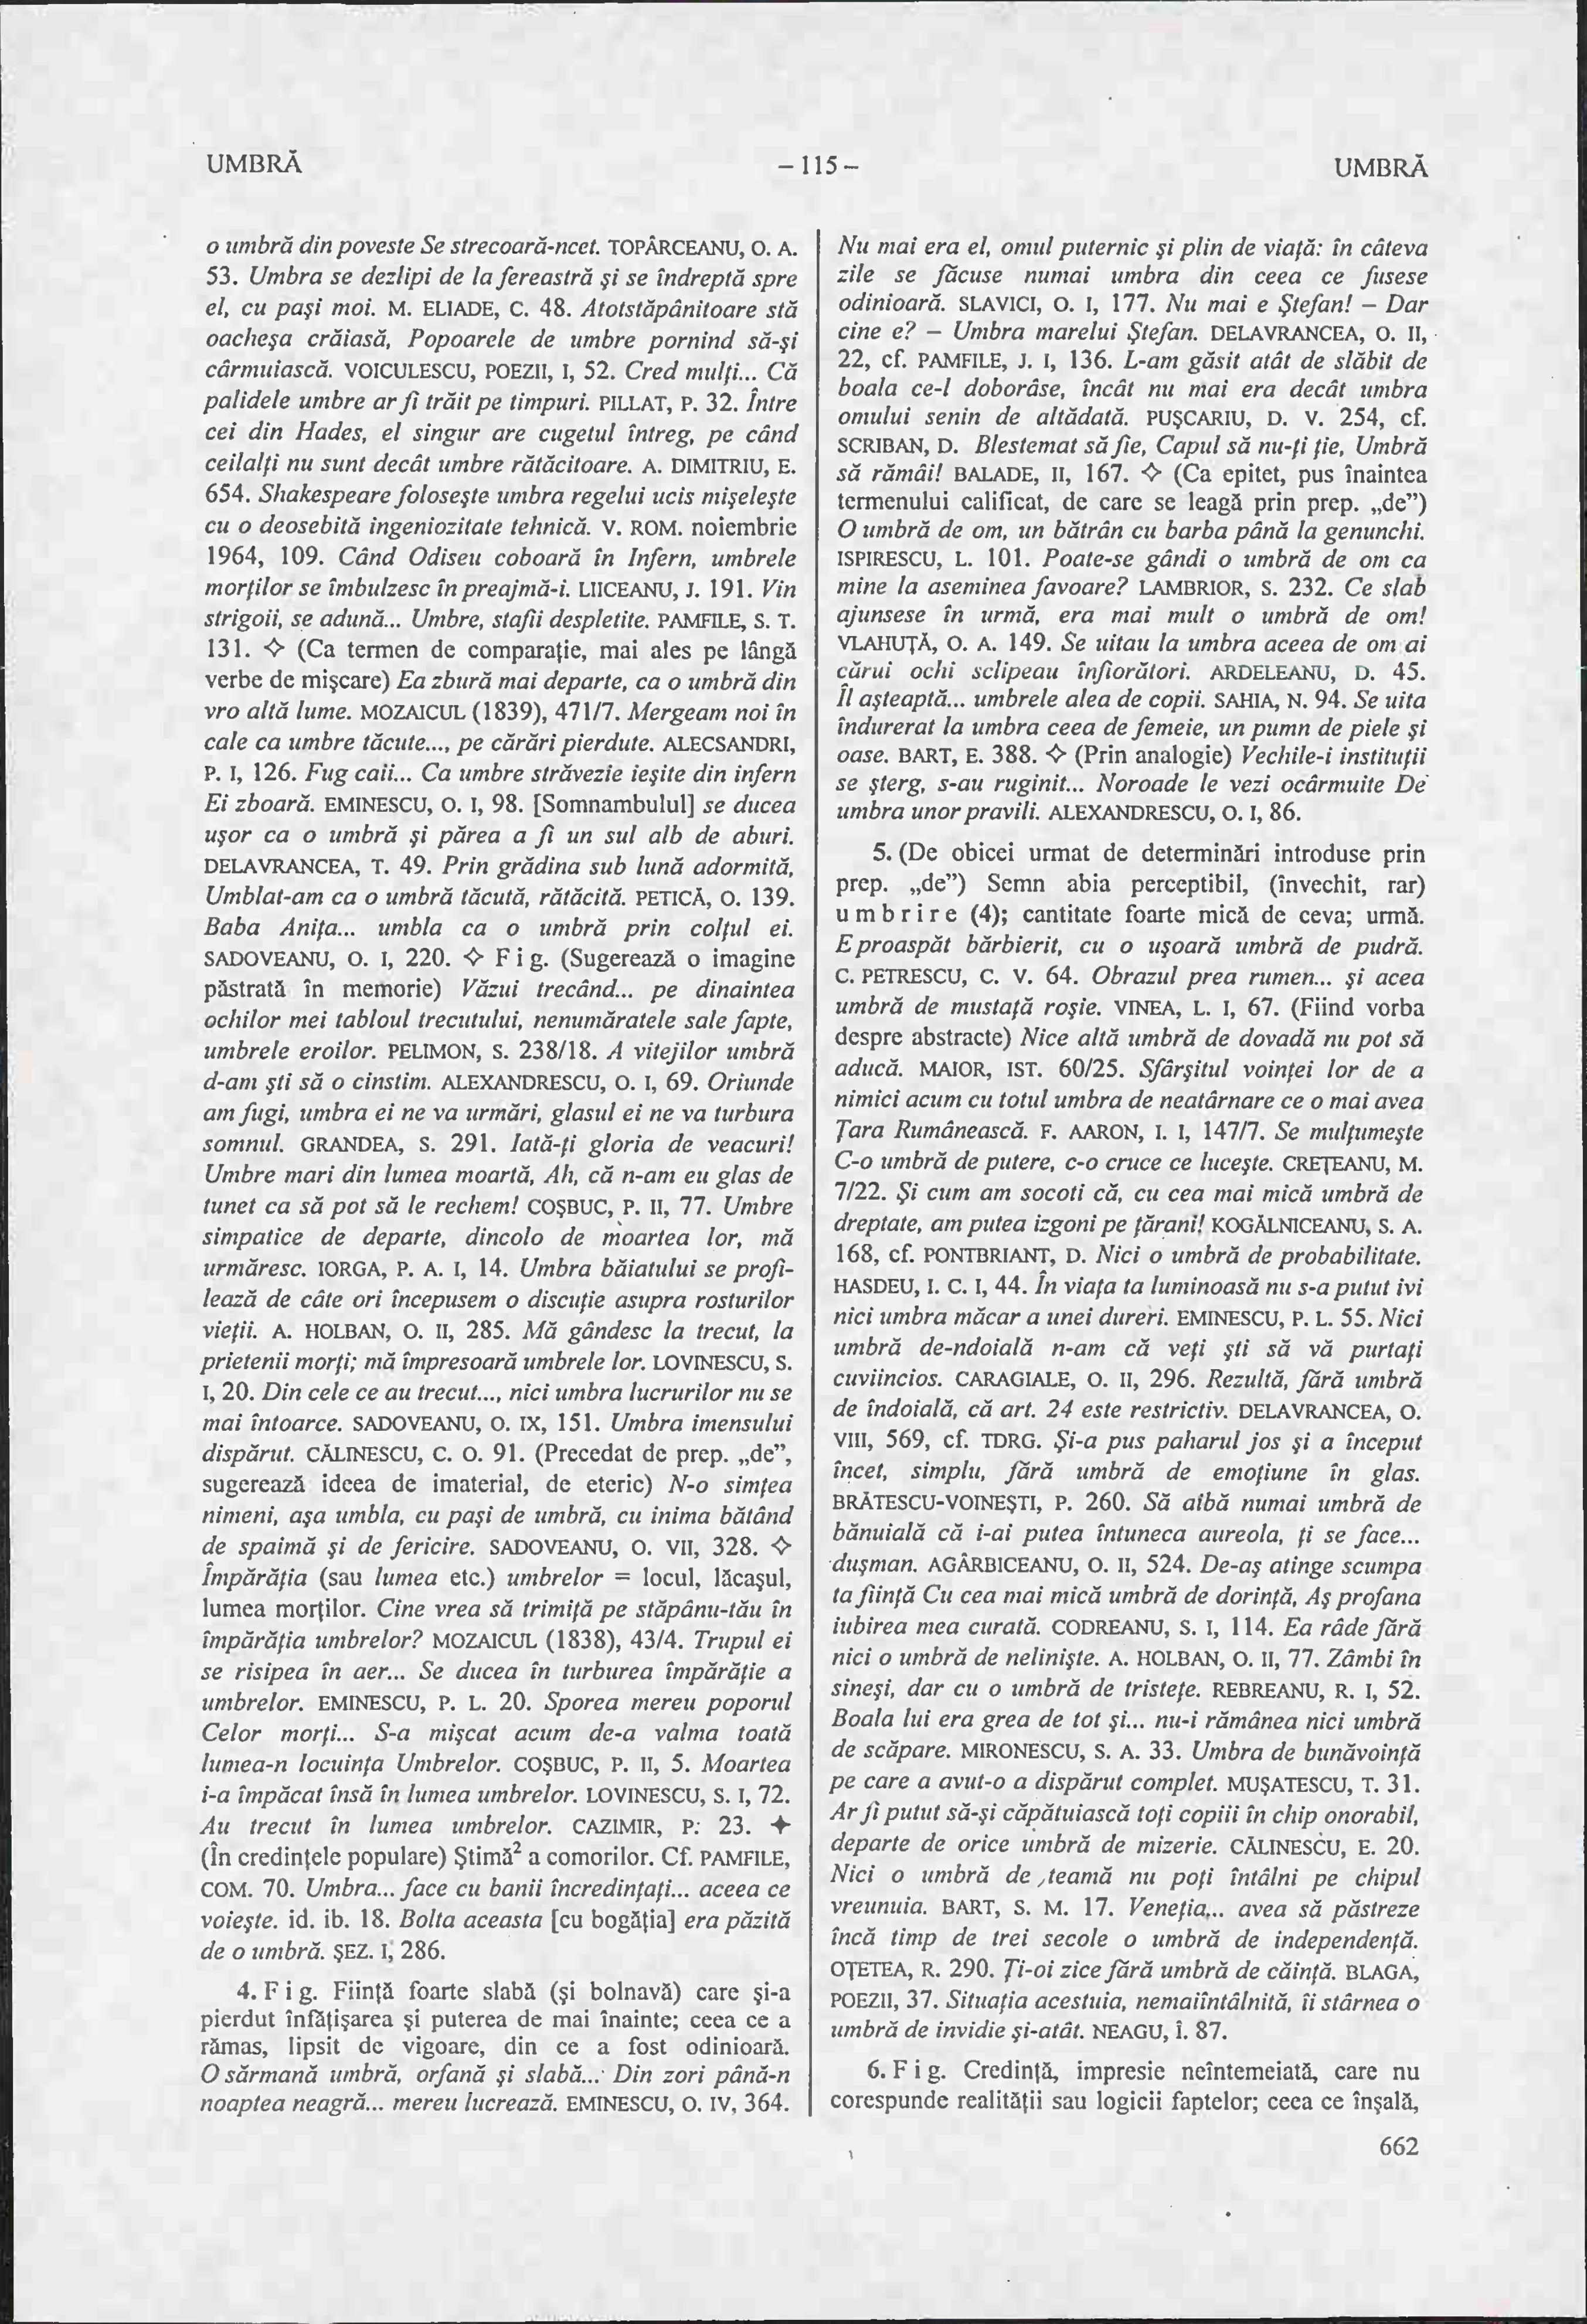 UMBRĂ
– 115 –
UMBRĂ
o umbră din poveste Se strecoară-ncet. TOPÂRCEANU, O. A.
53. Umbra se dezlipi de la fereastră şi se îndreptă spre
el, cu paşi moi. M. ELIADE, C. 48. Atotstăpânitoare stă
oacheşa crăiasă, Popoarele de umbre pornind să-şi
cârmuiască. VOICULESCU, POEZII, I, 52. Cred mulţi... Că
palidele umbre ar fi trăit pe timpuri. PILLAT, P. 32. Între
cei din Hades, el singur are cugetul întreg, pe când
ceilalţi nu sunt decât umbre rătăcitoare. A. DIMITRIU, E.
654. Shakespeare foloseşte umbra regelui ucis mişeleşte
cu o deosebită ingeniozitate tehnică. V. ROM. noiembrie
1964, 109. Când Odiseu coboară în Infern, umbrele
morţilor se îmbulzesc în preajmă-i. LIICEANU, J. 191. Vin
strigoii, se adună... Umbre, stafii despletite. PAMFILE, S. T.
131. ◊ (Ca termen de comparaţie, mai ales pe lângă
verbe de mişcare) Ea zbură mai departe, ca o umbră din
vro altă lume. MOZAICUL (1839), 471/7. Mergeam noi în
cale ca umbre tăcute..., pe cărări pierdute. ALECSANDRI,
P. I, 126. Fug caii... Ca umbre străvezie ieşite din infern
Ei zboară. EMINESCU, O. I, 98. [Somnambulul] se ducea
uşor ca o umbră şi părea a fi un sul alb de aburi.
DELAVRANCEA, T. 49. Prin grădina sub lună adormită,
Umblat-am ca o umbră tăcută, rătăcită. PETICĂ, O. 139.
Baba Aniţa... umbla ca o umbră prin colţul ei.
SADOVEANU, O. I, 220. ◊ F i g. (Sugerează o imagine
păstrată în memorie) Văzui trecând... pe dinaintea
ochilor mei tabloul trecutului, nenumăratele sale fapte,
umbrele eroilor. PELIMON, S. 238/18. A vitejilor umbră
d-am şti să o cinstim. ALEXANDRESCU, O. I, 69. Oriunde
am fugi, umbra ei ne va urmări, glasul ei ne va turbura
somnul. GRANDEA, S. 291. Iată-ţi gloria de veacuri!
Umbre mari din lumea moartă, Ah, că n-am eu glas de
tunet ca să pot să le rechem! COŞBUC, P. II, 77. Umbre
simpatice de departe, dincolo de moartea lor, mă
urmăresc. IORGA, P. A. I, 14. Umbra băiatului se profi-
lează de câte ori începusem o discuţie asupra rosturilor
vieţii. A. HOLBAN, O. II, 285. Mă gândesc la trecut, la
prietenii morţi; mă împresoară umbrele lor. LOVINESCU, S.
I, 20. Din cele ce au trecut..., nici umbra lucrurilor nu se
mai întoarce. SADOVEANU, O. IX, 151. Umbra imensului
dispărut. CĂLINESCU, C. O. 91. (Precedat de prep. „de”,
sugerează ideea de imaterial, de eteric) N-o simţea
nimeni, aşa umbla, cu paşi de umbră, cu inima bătând
de spaimă şi de fericire. SADOVEANU, O. VII, 328. ◊
Împărăţia (sau lumea etc.) umbrelor = locul, lăcaşul,
lumea morţilor. Cine vrea să trimiţă pe stăpânu-tău în
împărăţia umbrelor? MOZAICUL (1838), 43/4. Trupul ei
se risipea în aer... Se ducea în turburea împărăţie a
umbrelor. EMINESCU, P. L. 20. Sporea mereu poporul
Celor morţi... S-a mişcat acum de-a valma toată
lumea-n locuinţa Umbrelor. COŞBUC, P. II, 5. Moartea
i-a împăcat însă în lumea umbrelor. LOVINESCU, S. I, 72.
Au trecut în lumea umbrelor. CAZIMIR, P. 23. ♦
(În credinţele populare) Ştimă² a comorilor. Cf. PAMFILE,
COM. 70. Umbra... face cu banii încredinţaţi... aceea ce
voieşte. id. ib. 18. Bolta aceasta [cu bogăţia] era păzită
de o umbră. ŞEZ. I, 286.
4. F i g. Fiinţă foarte slabă (şi bolnavă) care şi-a
pierdut înfăţişarea şi puterea de mai înainte; ceea ce a
rămas, lipsit de vigoare, din ce a fost odinioară.
O sărmană umbră, orfană şi slabă... Din zori până-n
noaptea neagră... mereu lucrează. EMINESCU, O. IV, 364.
Nu mai era el, omul puternic şi plin de viaţă: în câteva
zile se făcuse numai umbra din ceea ce fusese
odinioară. SLAVICI, O. I, 177. Nu mai e Ştefan! – Dar
cine e? – Umbra marelui Ştefan. DELAVRANCEA, O. II,
22, cf. PAMFILE, J. I, 136. L-am găsit atât de slăbit de
boala ce-l doborâse, încât nu mai era decât umbra
omului senin de altădată. PUŞCARIU, D. V. 254, cf.
SCRIBAN, D. Blestemat să fie, Capul să nu-ţi ţie, Umbră
să rămâi! BALADE, II, 167. ◊ (Ca epitet, pus înaintea
termenului calificat, de care se leagă prin prep. „de”)
O umbră de om, un bătrân cu barba până la genunchi.
ISPIRESCU, L. 101. Poate-se gândi o umbră de om ca
mine la aseminea favoare? LAMBRIOR, S. 232. Ce slab
ajunsese în urmă, era mai mult o umbră de om!
VLAHUŢĂ, O. A. 149. Se uitau la umbra aceea de om ai
cărui ochi sclipeau înfiorători. ARDELEANU, D. 45.
Îl aşteaptă... umbrele alea de copii. SAHIA, N. 94. Se uita
îndurerat la umbra ceea de femeie, un pumn de piele şi
oase. BART, E. 388. ◊ (Prin analogie) Vechile-i instituţii
se şterg, s-au ruginit... Noroade le vezi ocârmuite De
umbra unor pravili. ALEXANDRESCU, O. I, 86.
5. (De obicei urmat de determinări introduse prin
prep. „de”) Semn abia perceptibil, (învechit, rar)
u m b r i r e (4); cantitate foarte mică de ceva; urmă.
E proaspăt bărbierit, cu o uşoară umbră de pudră.
C. PETRESCU, C. V. 64. Obrazul prea rumen... şi acea
umbră de mustaţă roşie. VINEA, L. I, 67. (Fiind vorba
despre abstracte) Nice altă umbră de dovadă nu pot să
aducă. MAIOR, IST. 60/25. Sfârşitul voinţei lor de a
nimici acum cu totul umbra de neatârnare ce o mai avea
Ţara Rumânească. F. AARON, I. I, 147/7. Se mulţumeşte
C-o umbră de putere, c-o cruce ce luceşte. CREŢEANU, M.
7/22. Şi cum am socoti că, cu cea mai mică umbră de
dreptate, am putea izgoni pe ţărani! KOGĂLNICEANU, S. A.
168, cf. PONTBRIANT, D. Nici o umbră de probabilitate.
HASDEU, I. C. I, 44. În viaţa ta luminoasă nu s-a putut ivi
nici umbra măcar a unei dureri. EMINESCU, P. L. 55. Nici
umbră de-ndoială n-am că veţi şti să vă purtaţi
cuviincios. CARAGIALE, O. II, 296. Rezultă, fără umbră
de îndoială, că art. 24 este restrictiv. DELAVRANCEA, O.
VIII, 569, cf. TDRG. Şi-a pus paharul jos şi a început
încet, simplu, fără umbră de emoţiune în glas.
BRĂTESCU-VOINEŞTI, P. 260. Să aibă numai umbră de
bănuială că i-ai putea întuneca aureola, ţi se face...
duşman. AGÂRBICEANU, O. II, 524. De-aş atinge scumpa
ta fiinţă Cu cea mai mică umbră de dorinţă, Aş profana
iubirea mea curată. CODREANU, S. I, 114. Ea râde fără
nici o umbră de nelinişte. A. HOLBAN, O. II, 77. Zâmbi în
sineşi, dar cu o umbră de tristeţe. REBREANU, R. I, 52.
Boala lui era grea de tot şi... nu-i rămânea nici umbră
de scăpare. MIRONESCU, S. A. 33. Umbra de bunăvoinţă
pe care a avut-o a dispărut complet. MUŞATESCU, T. 31.
Ar fi putut să-şi căpătuiască toţi copiii în chip onorabil,
departe de orice umbră de mizerie. CĂLINESCU, E. 20.
Nici o umbră de teamă nu poţi întâlni pe chipul
vreunuia. BART, S. M. 17. Veneţia... avea să păstreze
încă timp de trei secole o umbră de independenţă.
OŢETEA, R. 290. Ţi-oi zice fără umbră de căinţă. BLAGA,
POEZII, 37. Situaţia acestuia, nemaiîntâlnită, îi stârnea o
umbră de invidie şi-atât. NEAGU, Î. 87.
6. F i g. Credinţă, impresie neîntemeiată, care nu
corespunde realităţii sau logicii faptelor; ceea ce înşală,
662